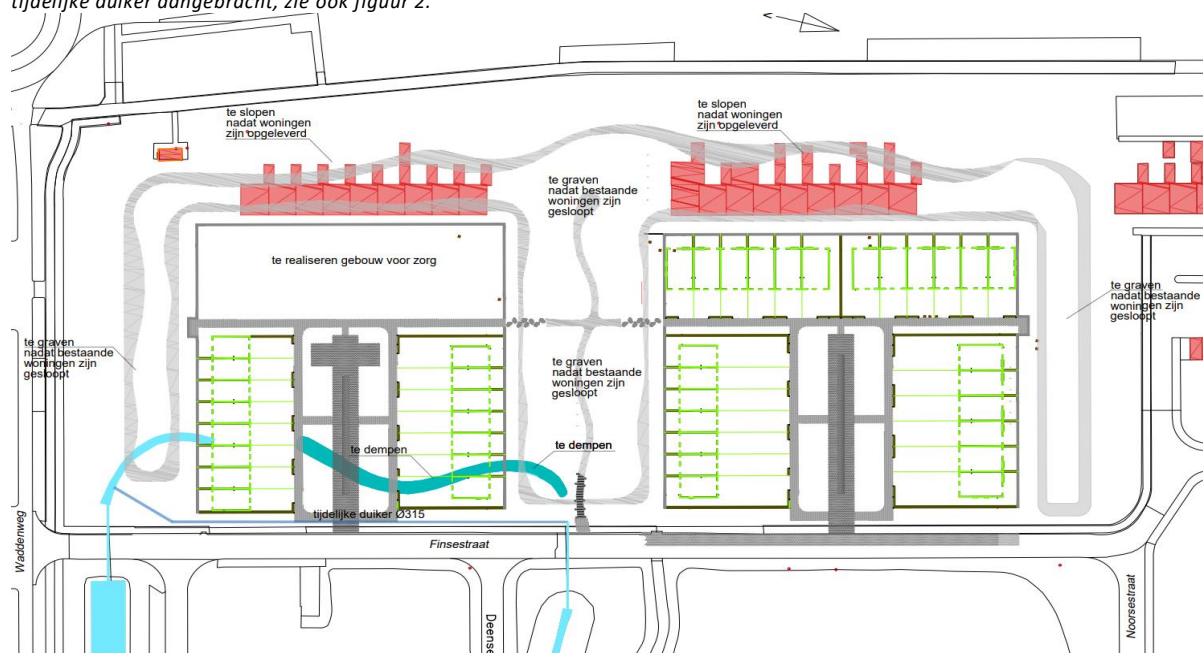 tijdelijke duiker aangebracht, zie ook figuur 2.
te slopen
nadat woningen
zijn opgeleverd
te slopen
nadat woningen
zijn opgeleverd
te graven
nadat bestaande
woningen zijn
gesloopt
te realiseren gebouw voor zorg
te graven
nadat bestaande
woningen zijn
gesloopt
te graven
nadat bestaande
woningen zijn
gesloopt
te graven
nadat bestaande
woningen zijn
gesloopt
te dempen
te dempen
tijdelijke duiker Ø315
Finsestraat
Waddenweg
Deense
Noorsestraat